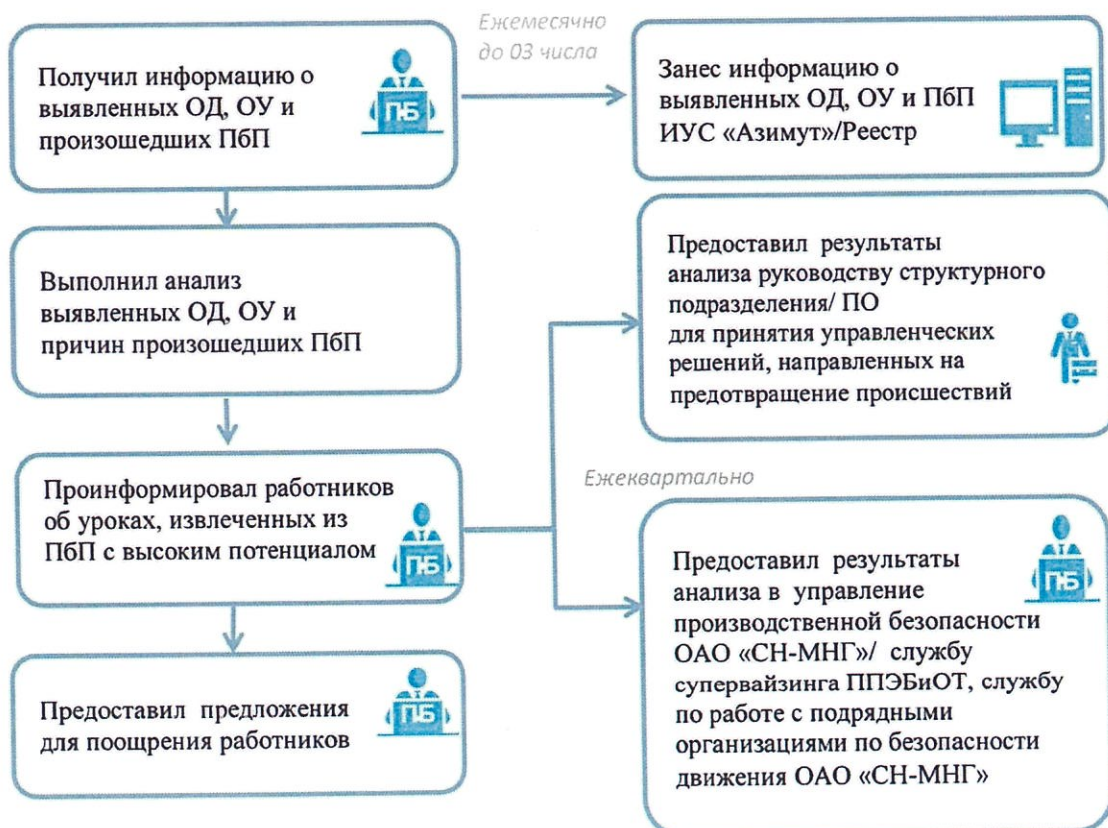 Получил информацию о
выявленных ОД, ОУ и
произошедших ПбП
ПБ
Ежемесячно
до 03 числа
Занес информацию о
выявленных ОД, ОУ и ПбП
ИУС «Азимут»/Реестр
Выполнил анализ
выявленных ОД, ОУ и
причин произошедших ПбП
Предоставил результаты
анализа руководству структурного
подразделения/ ПО
для принятия управленческих
решений, направленных на
предотвращение происшествий
Проинформировал работников
об уроках, извлеченных из
ПбП с высоким потенциалом
ПБ
Ежеквартально
Предоставил результаты
анализа в управление
производственной безопасности
ОАО «СН-МНГ»/ службу
супервайзинга ППЭБиОТ, службу
по работе с подрядными
организациями по безопасности
движения ОАО «СН-МНГ»
ПБ
Предоставил предложения
для поощрения работников
ПБ